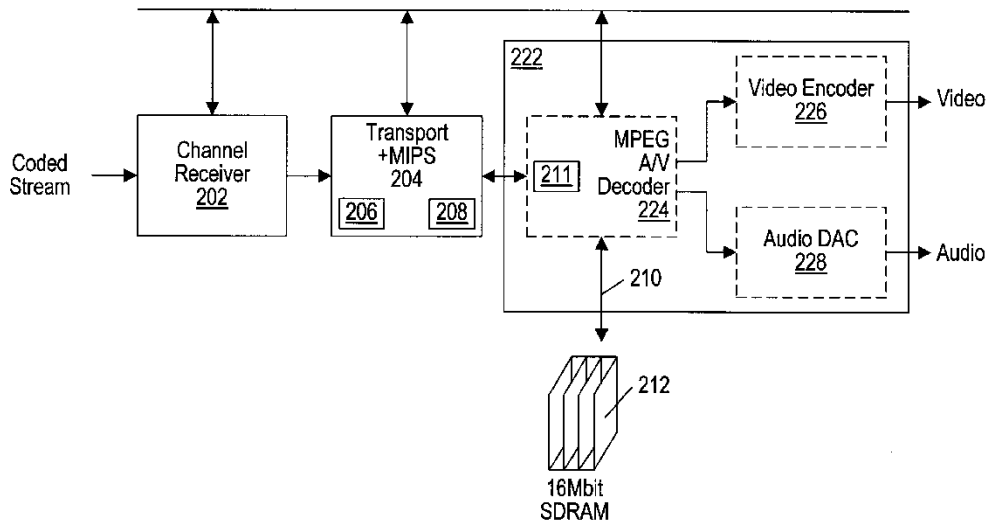 222
Video Encoder
226
Video
Coded
Stream
Channel
Receiver
202
Transport
+MIPS
204
206
208
211
MPEG
A/V
Decoder
224
Audio DAC
228
Audio
210
212
16Mbit
SDRAM